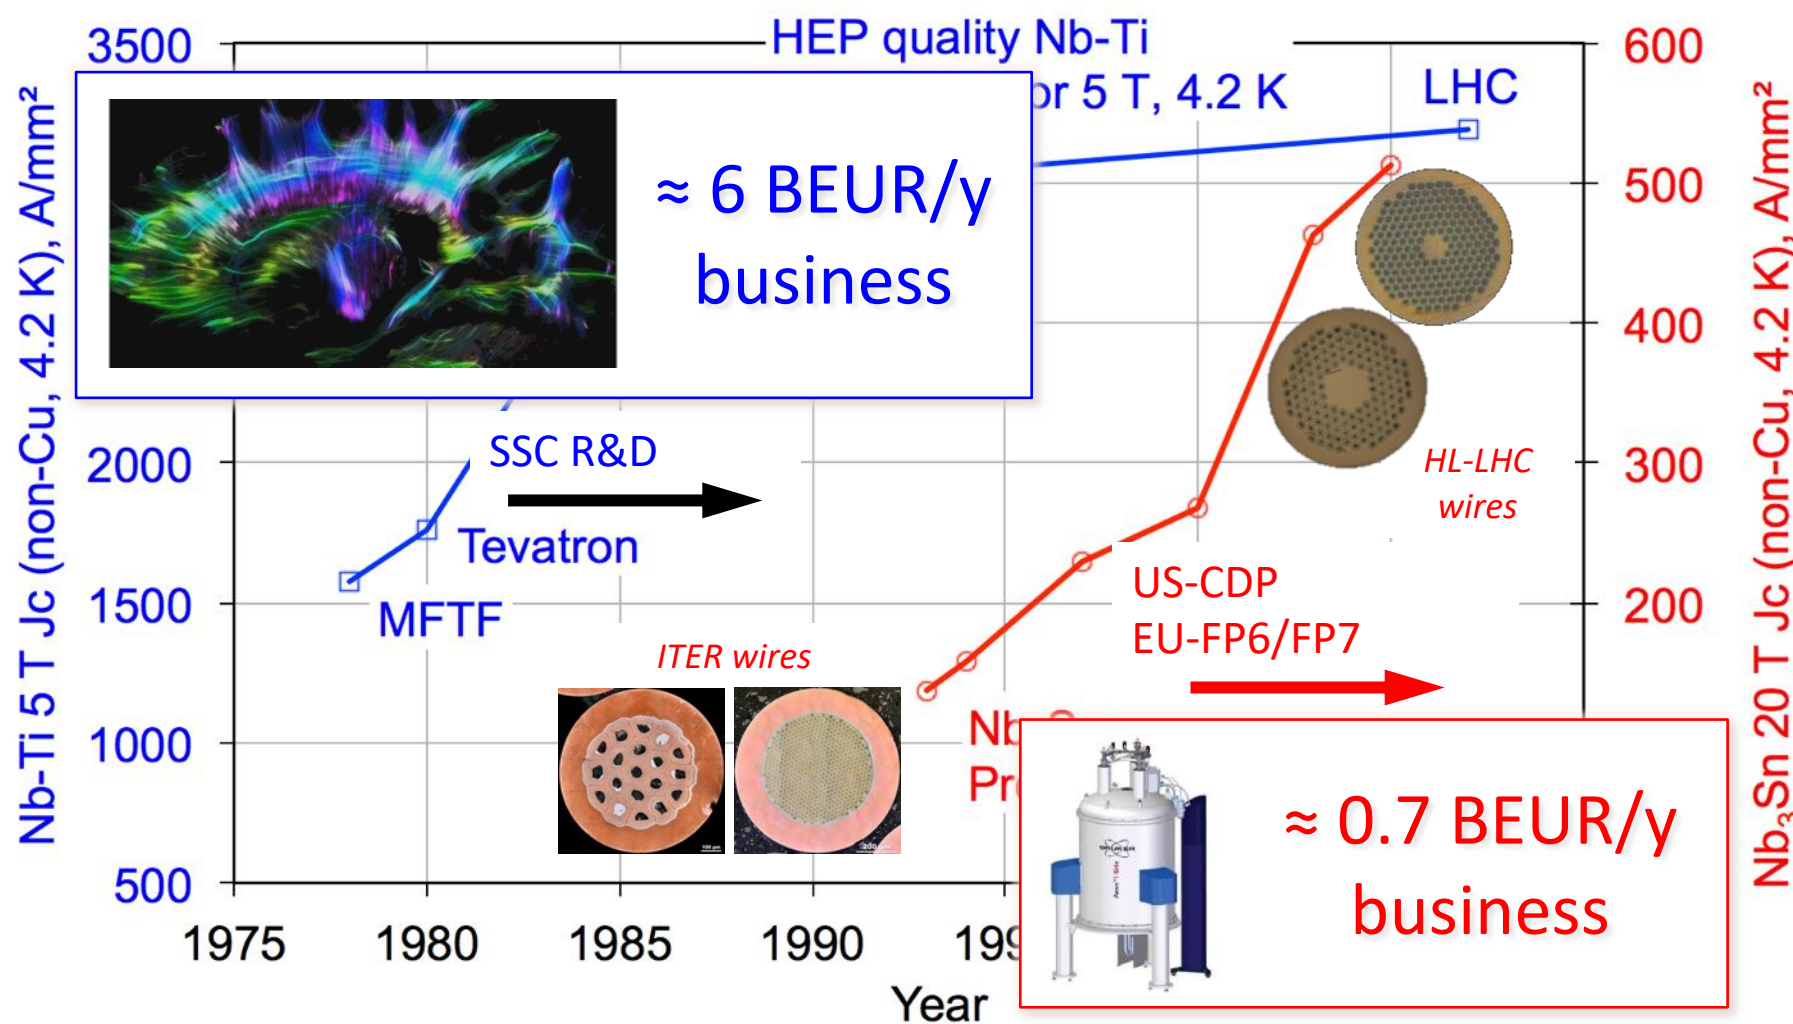 HEP quality Nb-Ti
or 5 T, 4.2 K
LHC
3500
2000
1500
1000
500
Nb-Ti 5 T Jc (non-Cu, 4.2 K), A/mm²
≈ 6 BEUR/y
business
SSC R&D
Tevatron
MFTF
ITER wires
HL-LHC
wires
US-CDP
EU-FP6/FP7
600
500
400
300
200
Nb₃Sn 20 T Jc (non-Cu, 4.2 K), A/mm²
≈ 0.7 BEUR/y
business
BRUKER
1975
1980
1985
1990
Year